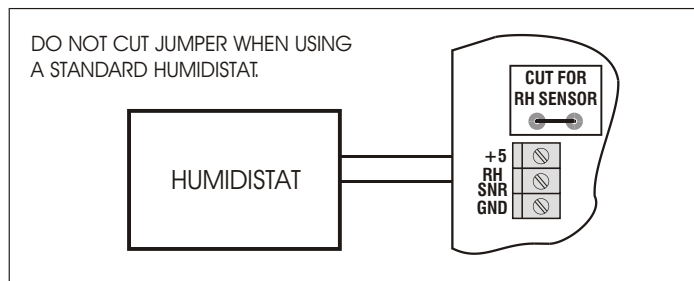 DO NOT CUT JUMPER WHEN USING
A STANDARD HUMIDISTAT.
CUT FOR
RH SENSOR
HUMIDISTAT
+5
RH
SNR
GND